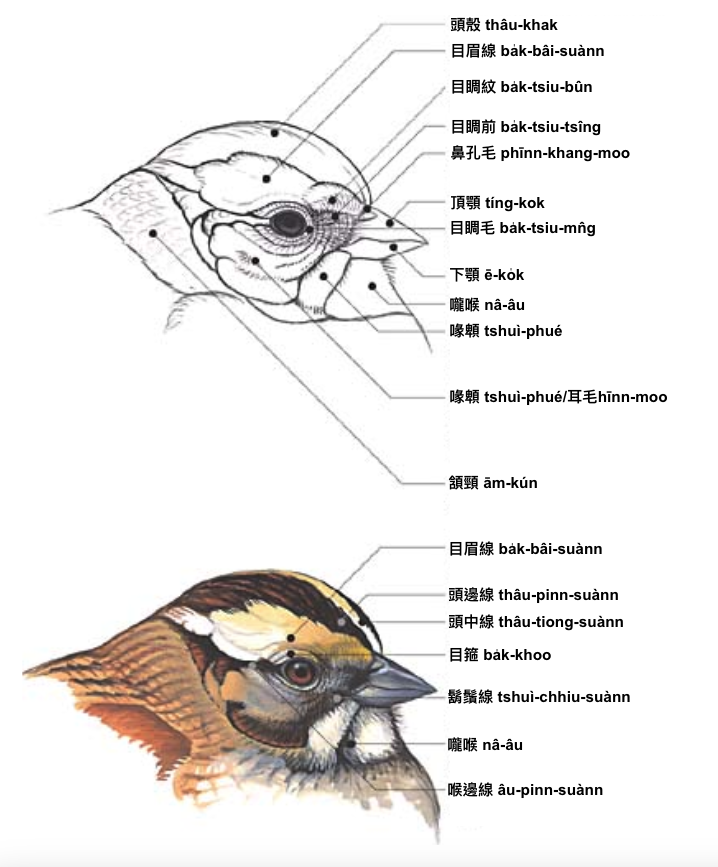 頭殼 thâu-khak
目眉線 ba̍k-bâi-suànn
目睭紋 ba̍k-tsiu-bûn
目睭前 ba̍k-tsiu-tsîng
鼻孔毛 phīnn-khang-moo
頂顎 tíng-kok
目睭毛 ba̍k-tsiu-mn̂g
下顎 ē-ko̍k
嚨喉 nâ-âu
喙䫌 tshuì-phué
喙䫌 tshuì-phué/耳毛hīnn-moo
頷頸 ām-kún
目眉線 ba̍k-bâi-suànn
頭邊線 thâu-pinn-suànn
頭中線 thâu-tiong-suànn
目箍 ba̍k-khoo
鬍鬚線 tshuì-chhiu-suànn
嚨喉 nâ-âu
喉邊線 âu-pinn-suànn